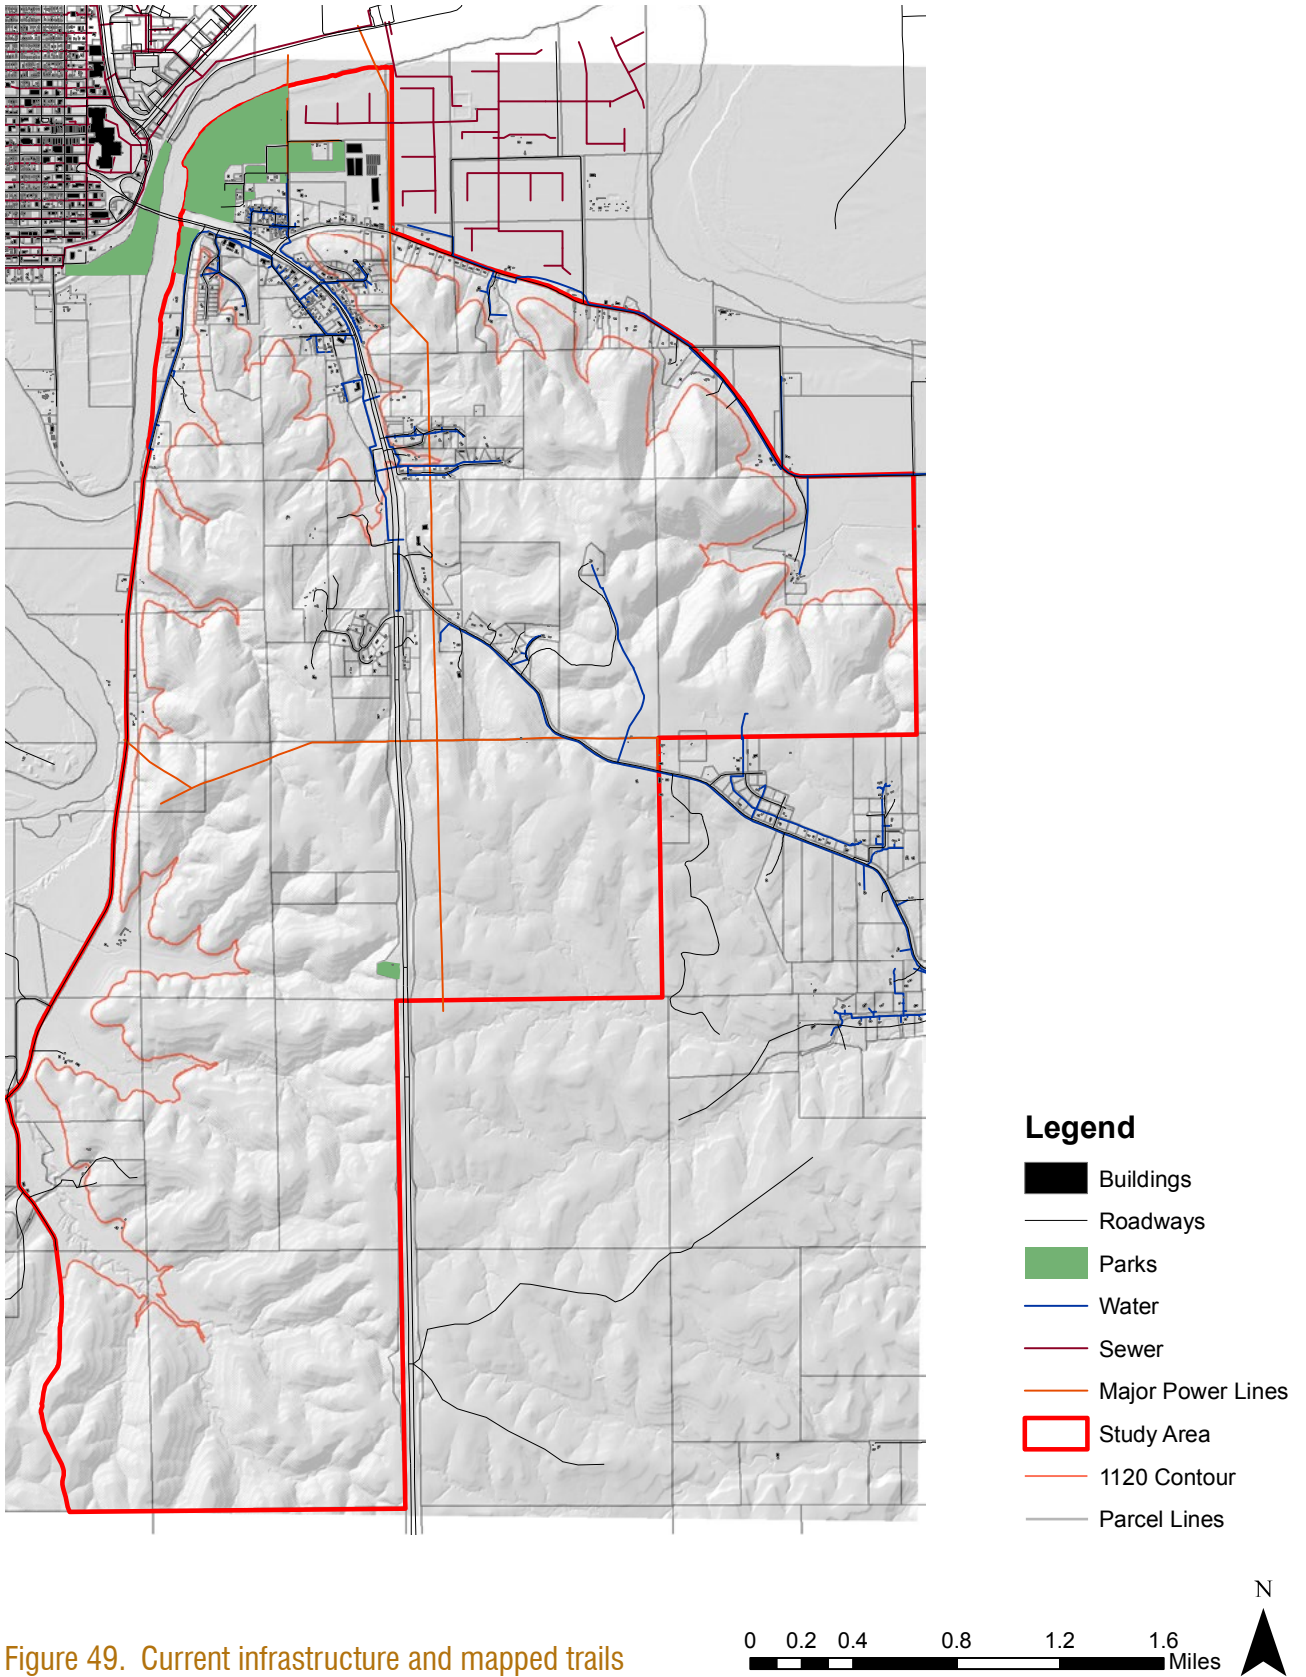 Legend
Buildings
Roadways
Parks
Water
Sewer
Major Power Lines
Study Area
1120 Contour
Parcel Lines
N
0 0.2 0.4 0.8 1.2 1.6
Miles
Figure 49. Current infrastructure and mapped trails